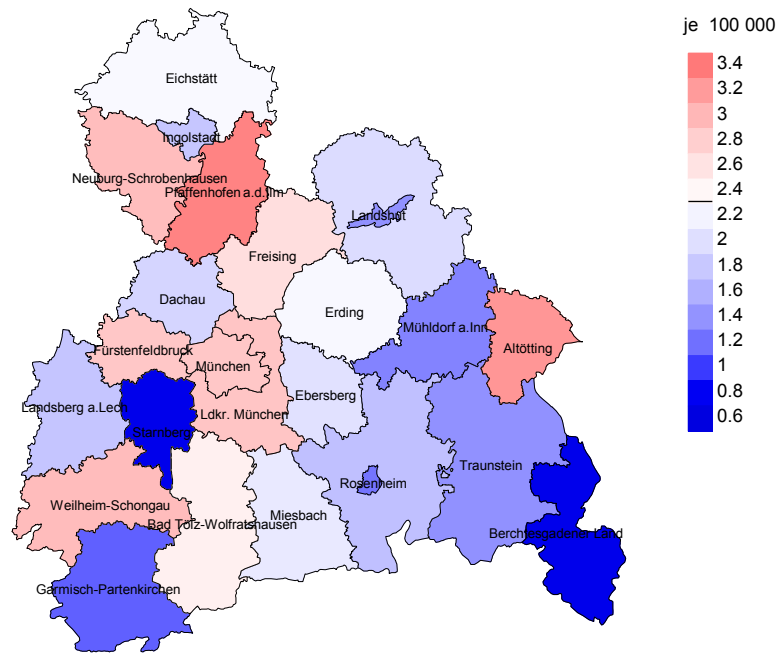 je 100 000
Eichstätt
3.4
3.2
3
2.8
2.6
2.4
2.2
2
1.8
1.6
1.4
1.2
1
0.8
0.6
Ingolstadt
Neuburg-Schrobenhausen
Pfaffenhofen a.d.Ilm
Landshut
Freising
Dachau
Erding
Mühldorf a.Inn
Altötting
Fürstenfeldbruck
München
Ebersberg
Landsberg a.Lech
Ldkr. München
Starnberg
Traunstein
Rosenheim
Weilheim-Schongau
Miesbach
Bad Tölz-Wolfratshausen
Berchtesgadener Land
Garmisch-Partenkirchen